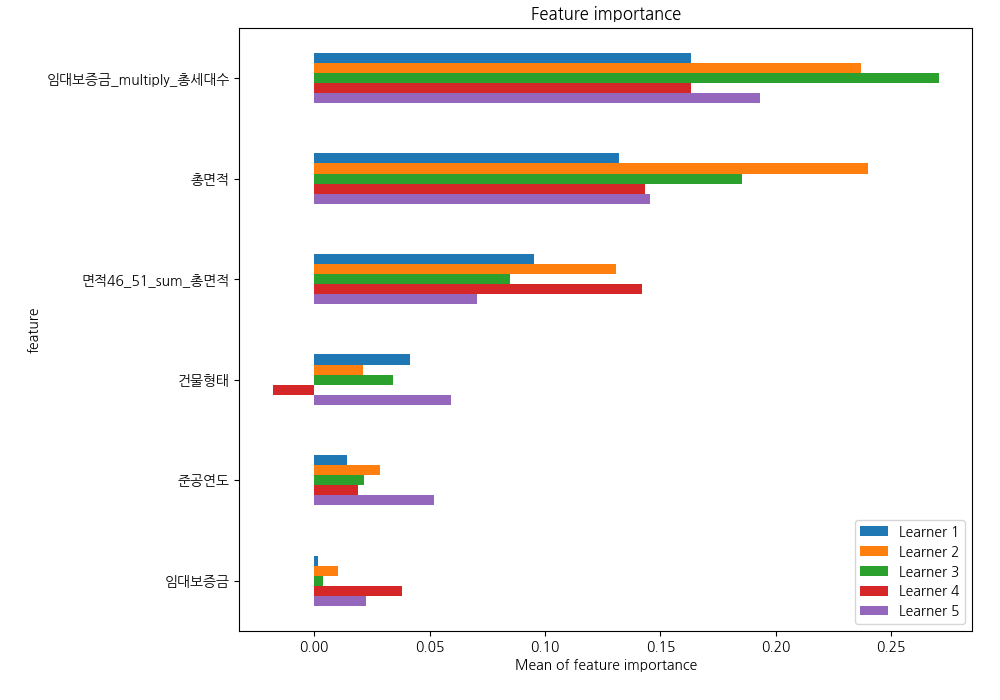 Feature importance
임대보증금_multiply_총세대수
총면적
면적46_51_sum_총면적
건물형태
준공연도
임대보증금
feature
Learner 1
Learner 2
Learner 3
Learner 4
Learner 5
0.00 0.05 0.10 0.15 0.20 0.25
Mean of feature importance